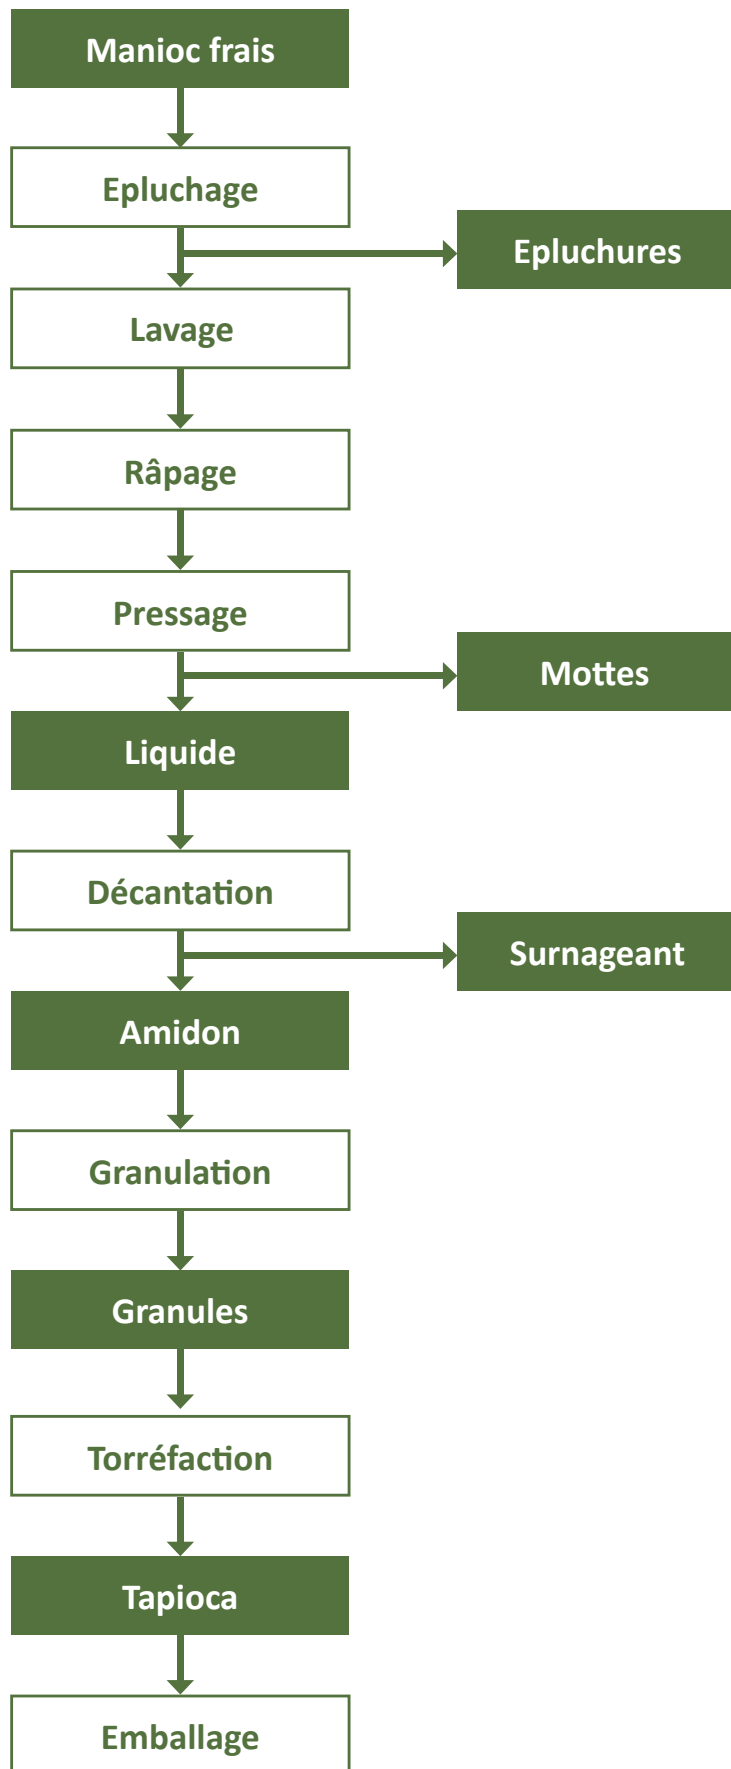 Manioc frais
Epluchage
Epluchures
Lavage
Râpage
Pressage
Mottes
Liquide
Décantation
Surnageant
Amidon
Granulation
Granules
Torréfaction
Tapioca
Emballage